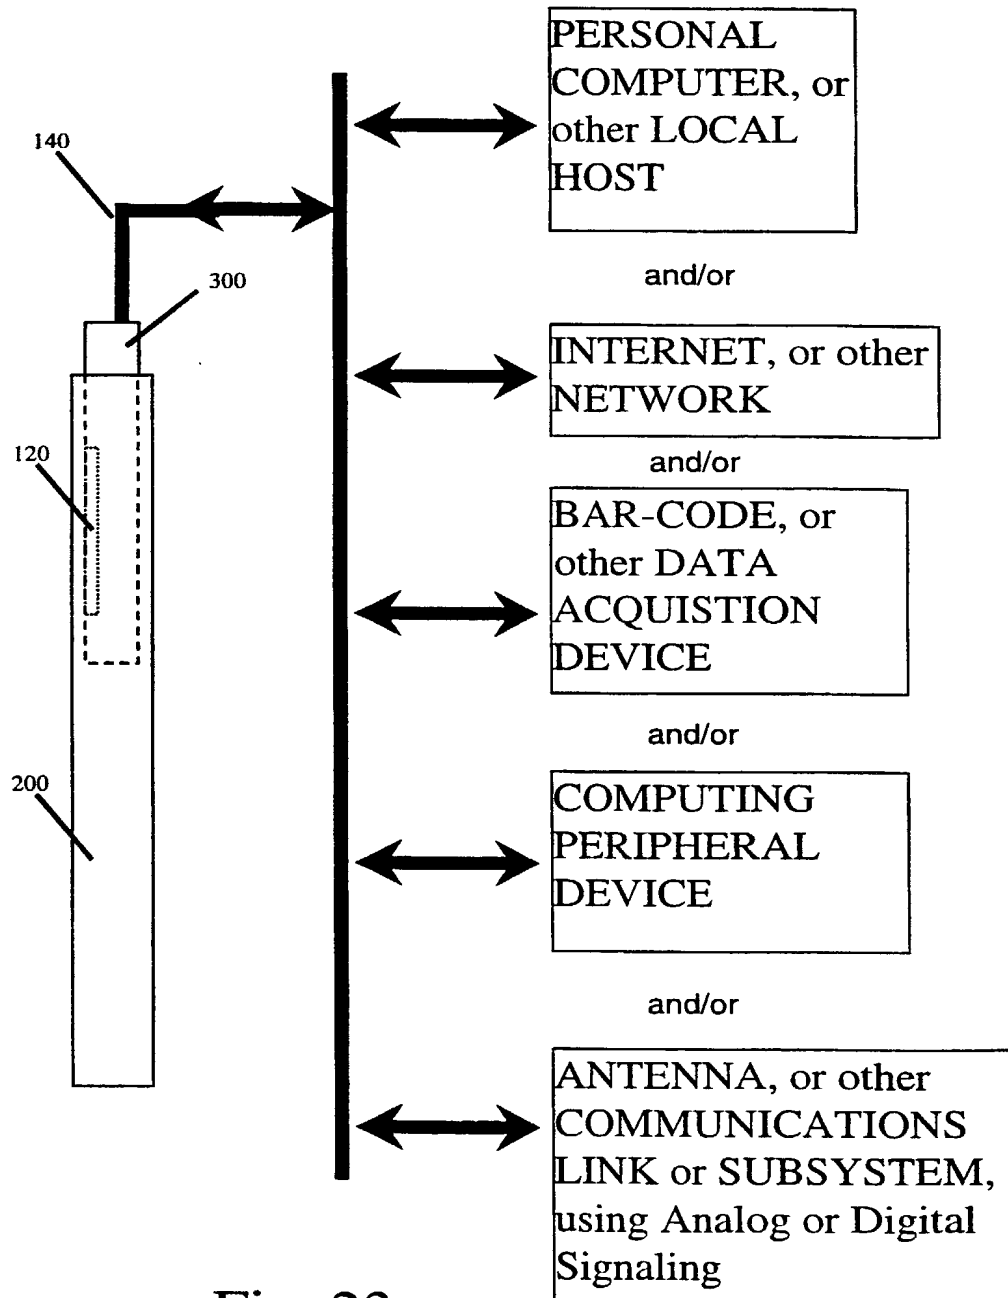 PERSONAL
COMPUTER, or
other LOCAL
HOST
and/or
INTERNET, or other
NETWORK
and/or
BAR-CODE, or
other DATA
ACQUISTION
DEVICE
and/or
COMPUTING
PERIPHERAL
DEVICE
and/or
ANTENNA, or other
COMMUNICATIONS
LINK or SUBSYSTEM,
using Analog or Digital
Signaling
140
300
120
200